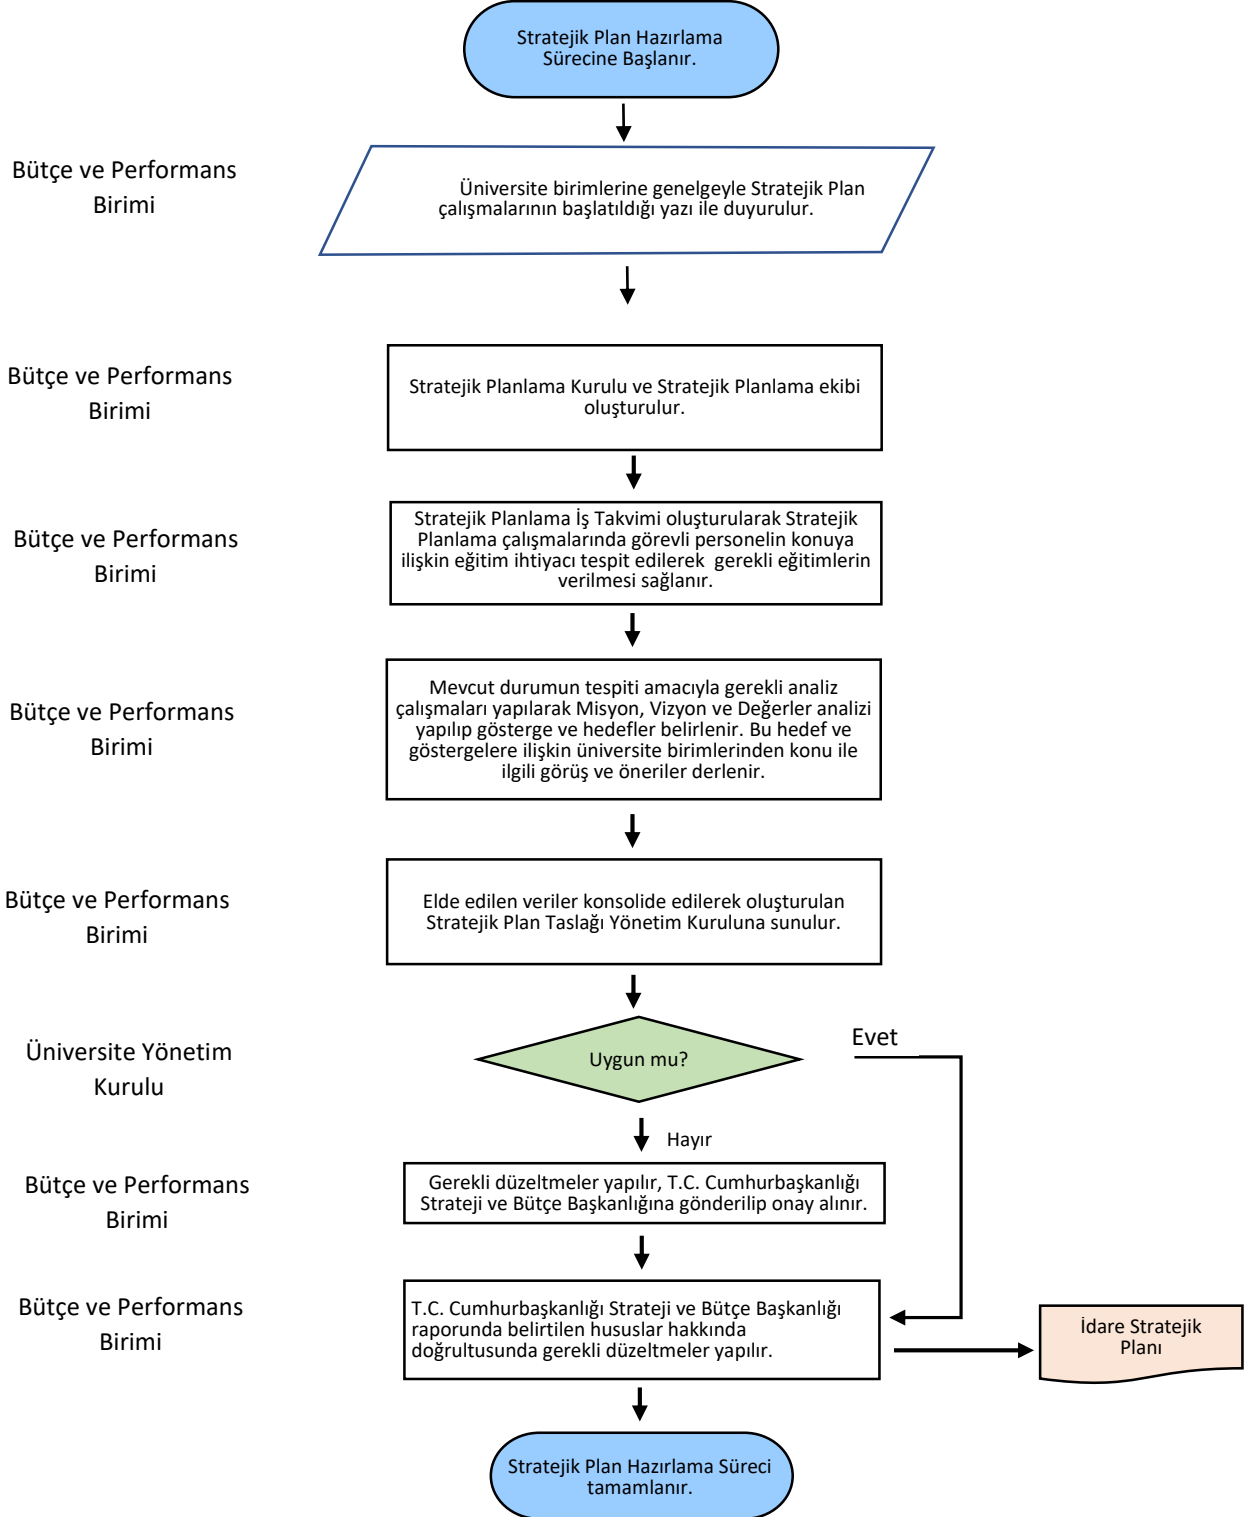 Stratejik Plan Hazırlama
Sürecine Başlanır.
Bütçe ve Performans
Birimi
Üniversite birimlerine genelgeyle Stratejik Plan
çalışmalarının başlatıldığı yazı ile duyurulur.
Bütçe ve Performans
Birimi
Stratejik Planlama Kurulu ve Stratejik Planlama ekibi
oluşturulur.
Bütçe ve Performans
Birimi
Stratejik Planlama İş Takvimi oluşturularak Stratejik
Planlama çalışmalarında görevli personelin konuya
ilişkin eğitim ihtiyacı tespit edilerek gerekli eğitimlerin
verilmesi sağlanır.
Bütçe ve Performans
Birimi
Mevcut durumun tespiti amacıyla gerekli analiz
çalışmaları yapılarak Misyon, Vizyon ve Değerler analizi
yapılıp gösterge ve hedefler belirlenir. Bu hedef ve
göstergelere ilişkin üniversite birimlerinden konu ile
ilgili görüş ve öneriler derlenir.
Bütçe ve Performans
Birimi
Elde edilen veriler konsolide edilerek oluşturulan
Stratejik Plan Taslağı Yönetim Kuruluna sunulur.
Üniversite Yönetim
Kurulu
Uygun mu?
Evet
Hayır
Bütçe ve Performans
Birimi
Gerekli düzeltmeler yapılır, T.C. Cumhurbaşkanlığı
Strateji ve Bütçe Başkanlığına gönderilip onay alınır.
Bütçe ve Performans
Birimi
T.C. Cumhurbaşkanlığı Strateji ve Bütçe Başkanlığı
raporunda belirtilen hususlar hakkında
doğrultusunda gerekli düzeltmeler yapılır.
İdare Stratejik
Planı
Stratejik Plan Hazırlama Süreci
tamamlanır.